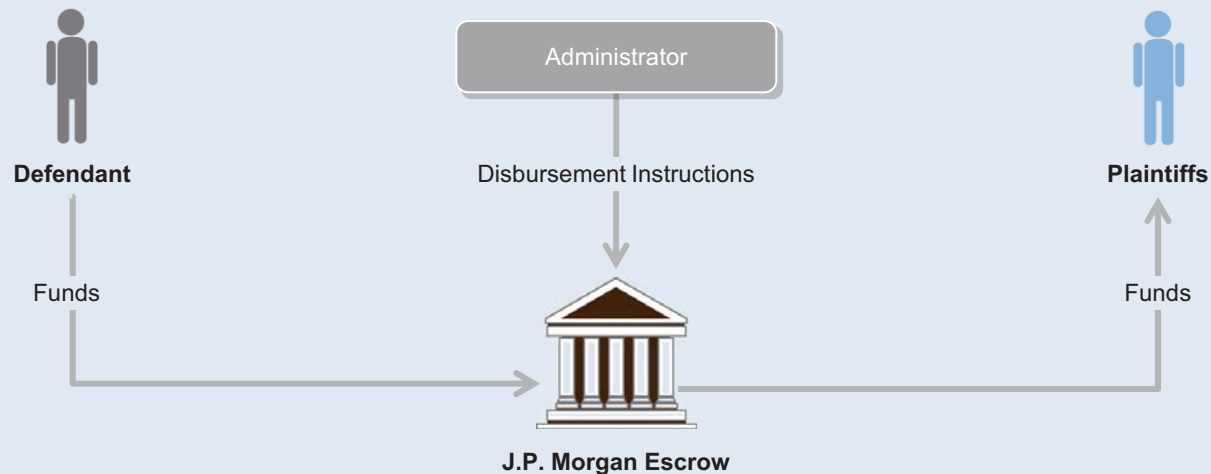 Administrator
Defendant
Disbursement Instructions
Plaintiffs
Funds
Funds
J.P. Morgan Escrow